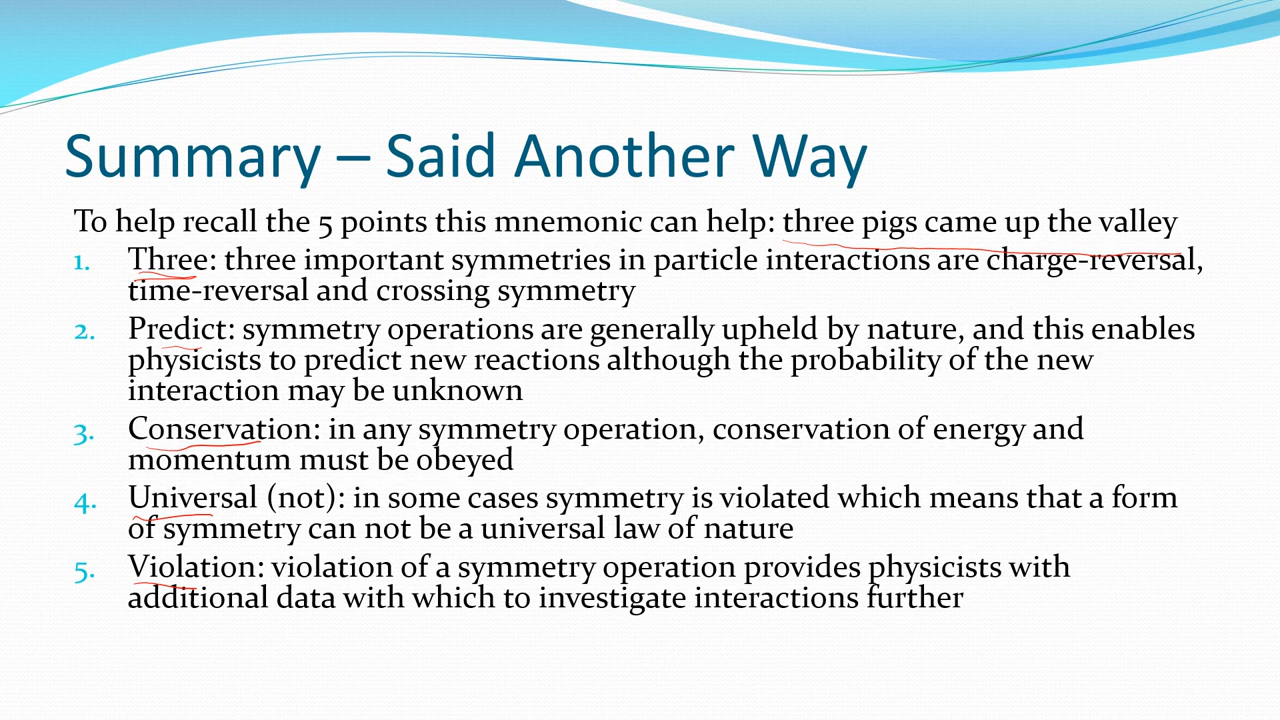 Summary – Said Another Way
To help recall the 5 points this mnemonic can help: three pigs came up the valley
1. Three: three important symmetries in particle interactions are charge-reversal,
time-reversal and crossing symmetry
2. Predict: symmetry operations are generally upheld by nature, and this enables
physicists to predict new reactions although the probability of the new
interaction may be unknown
3. Conservation: in any symmetry operation, conservation of energy and
momentum must be obeyed
4. Universal (not): in some cases symmetry is violated which means that a form
of symmetry can not be a universal law of nature
5. Violation: violation of a symmetry operation provides physicists with
additional data with which to investigate interactions further